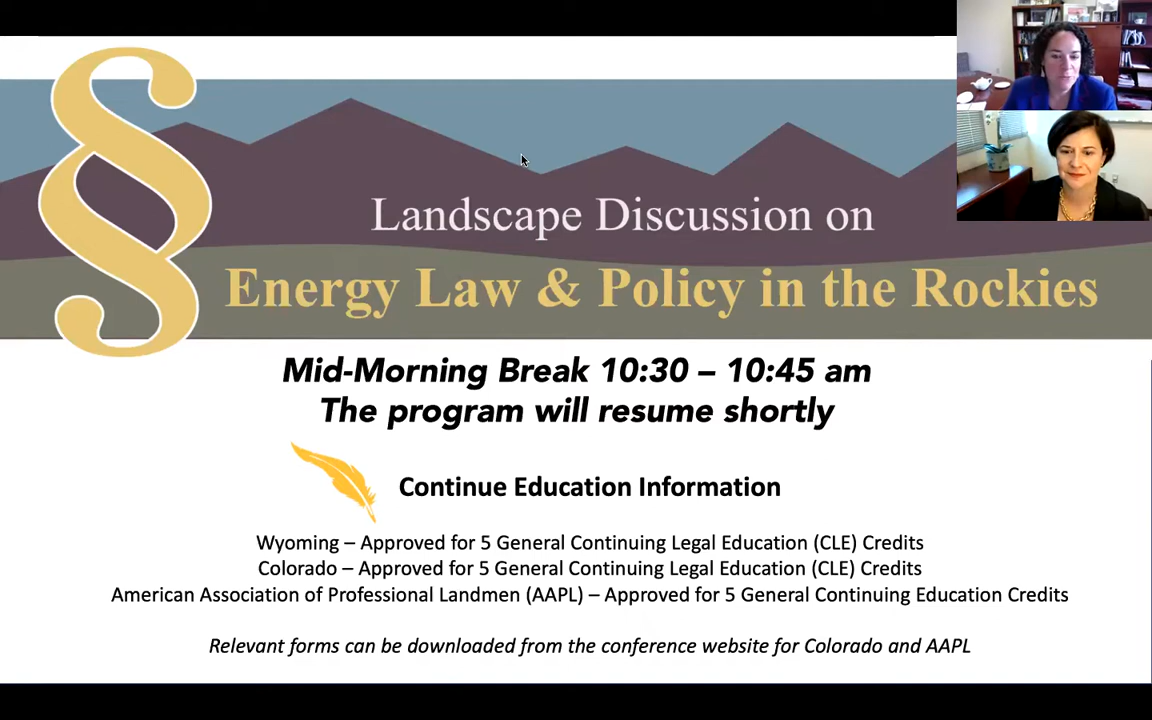 §
Landscape Discussion on
Energy Law & Policy in the Rockies
Mid-Morning Break 10:30 – 10:45 am
The program will resume shortly
Continue Education Information
Wyoming – Approved for 5 General Continuing Legal Education (CLE) Credits
Colorado – Approved for 5 General Continuing Legal Education (CLE) Credits
American Association of Professional Landmen (AAPL) – Approved for 5 General Continuing Education Credits
Relevant forms can be downloaded from the conference website for Colorado and AAPL